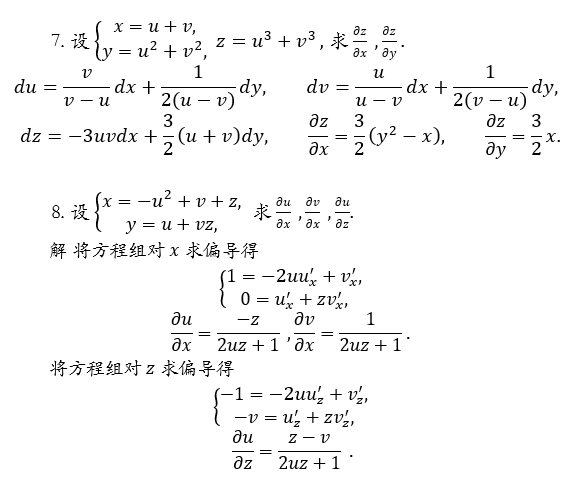 7. 设 { x = u + v, y = u² + v², z = u³ + v³ , 求 ∂z/∂x , ∂z/∂y .
du = v/(v − u) dx + 1/(2(u − v)) dy, dv = u/(u − v) dx + 1/(2(v − u)) dy,
dz = −3uvdx + 3/2 (u + v)dy, ∂z/∂x = 3/2 (y² − x), ∂z/∂y = 3/2 x.
8. 设 { x = −u² + v + z, y = u + vz, 求 ∂u/∂x , ∂v/∂x , ∂u/∂z.
解 将方程组对 x 求偏导得
{ 1 = −2uu′ₓ + v′ₓ,
0 = u′ₓ + zv′ₓ,
∂u/∂x = −z/(2uz + 1) , ∂v/∂x = 1/(2uz + 1) .
将方程组对 z 求偏导得
{ −1 = −2uu′_z + v′_z,
−v = u′_z + zv′_z,
∂u/∂z = (z − v)/(2uz + 1) .